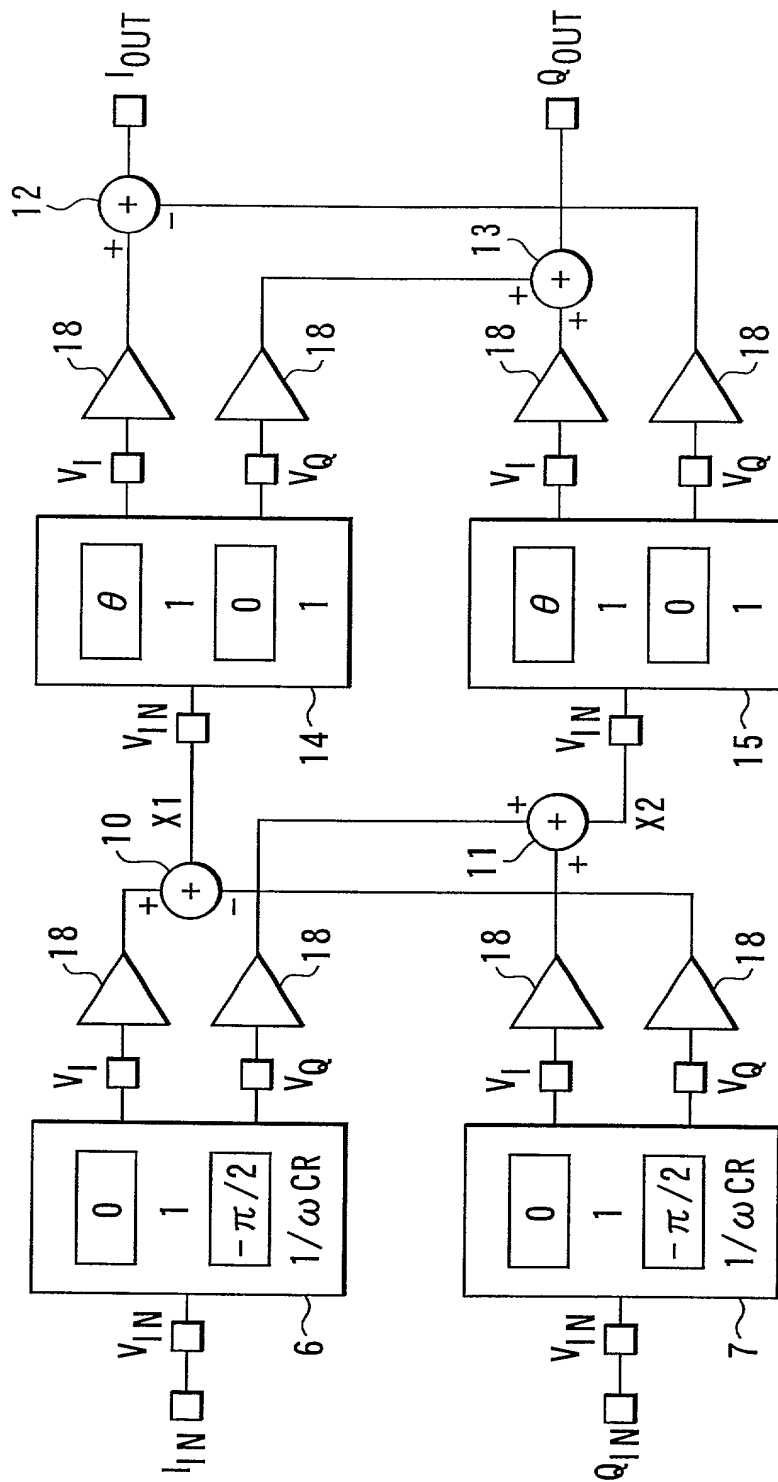 I_IN V_IN
6
0
1
-π/2
1/ωCR
V_I
V_Q
18
18
10
+
+
-
X1
V_IN
14
θ
1
0
1
V_I
V_Q
18
18
12
+
+
-
I_OUT
Q_IN V_IN
7
0
1
-π/2
1/ωCR
V_I
V_Q
18
18
11
+
+
+
X2
V_IN
15
θ
1
0
1
V_I
V_Q
18
18
13
+
+
+
Q_OUT